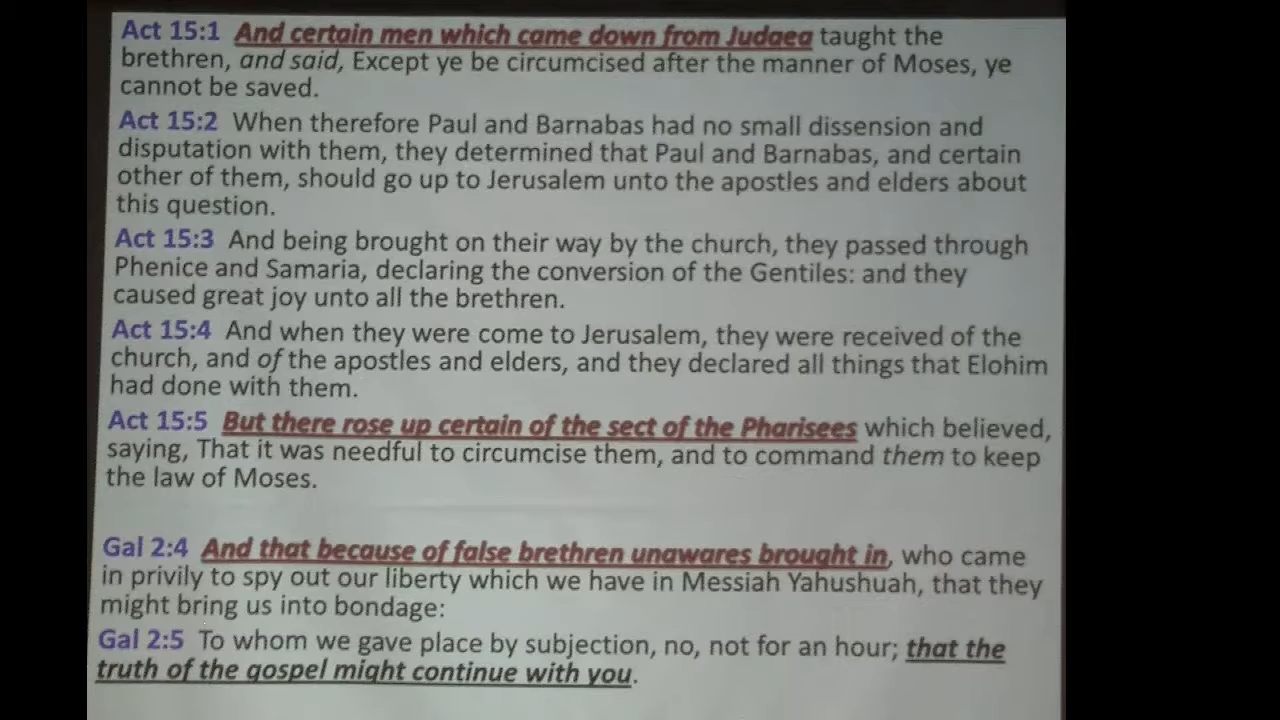 Act 15:1 And certain men which came down from Judaea taught the
brethren, and said, Except ye be circumcised after the manner of Moses, ye
cannot be saved.
Act 15:2 When therefore Paul and Barnabas had no small dissension and
disputation with them, they determined that Paul and Barnabas, and certain
other of them, should go up to Jerusalem unto the apostles and elders about
this question.
Act 15:3 And being brought on their way by the church, they passed through
Phenice and Samaria, declaring the conversion of the Gentiles: and they
caused great joy unto all the brethren.
Act 15:4 And when they were come to Jerusalem, they were received of the
church, and of the apostles and elders, and they declared all things that Elohim
had done with them.
Act 15:5 But there rose up certain of the sect of the Pharisees which believed,
saying, That it was needful to circumcise them, and to command them to keep
the law of Moses.
Gal 2:4 And that because of false brethren unawares brought in, who came
in privily to spy out our liberty which we have in Messiah Yahushuah, that they
might bring us into bondage:
Gal 2:5 To whom we gave place by subjection, no, not for an hour; that the
truth of the gospel might continue with you.